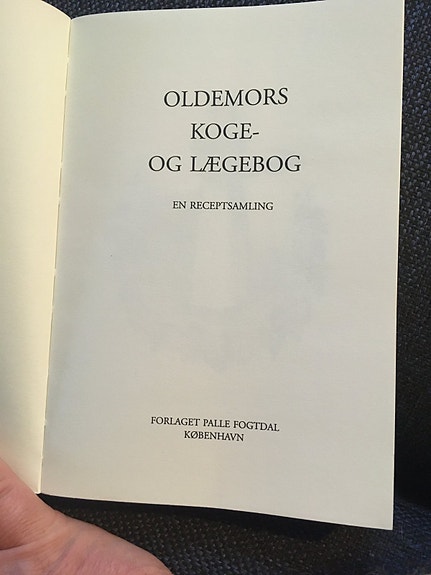 OLDEMORS
KOGE-
OG LÆGEBOG
EN RECEPTSAMLING
FORLAGET PALLE FOGTDAL
KØBENHAVN